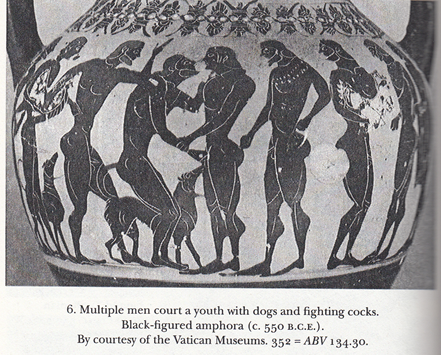 6. Multiple men court a youth with dogs and fighting cocks.
Black-figured amphora (c. 550 B.C.E.).
By courtesy of the Vatican Museums. 352 = ABV 134.30.